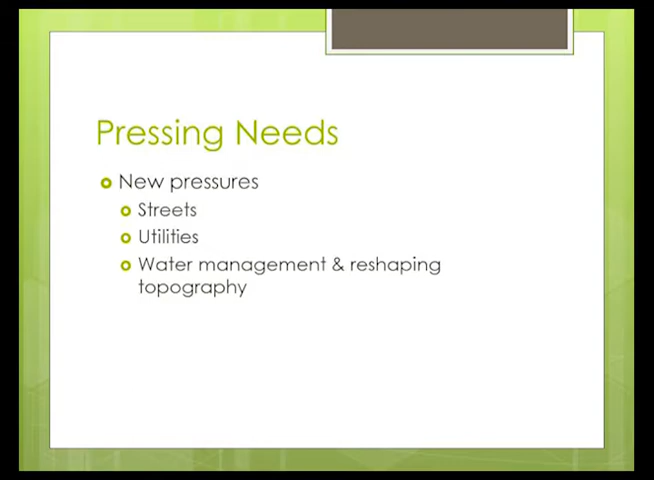 Pressing Needs
New pressures
Streets
Utilities
Water management & reshaping
topography